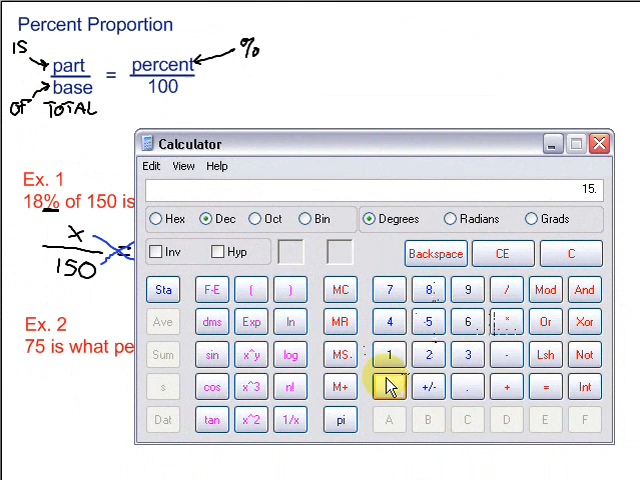 Percent Proportion
IS
part = percent
%
base 100
OF TOTAL
Calculator
Edit View Help
15.
Hex Dec Oct Bin Degrees Radians Grads
Inv Hyp Backspace CE C
Ex. 1
18% of 150 is
X
150
Sta F-E ( ) MC 7 8 9 / Mod And
Ave dms Exp ln MR 4 5 6 * Or Xor
Sum sin x^y log MS 1 2 3 - Lsh Not
s cos x^3 n! M+ +/- . + = Int
Dat tan x^2 1/x pi A B C D E F
Ex. 2
75 is what pe